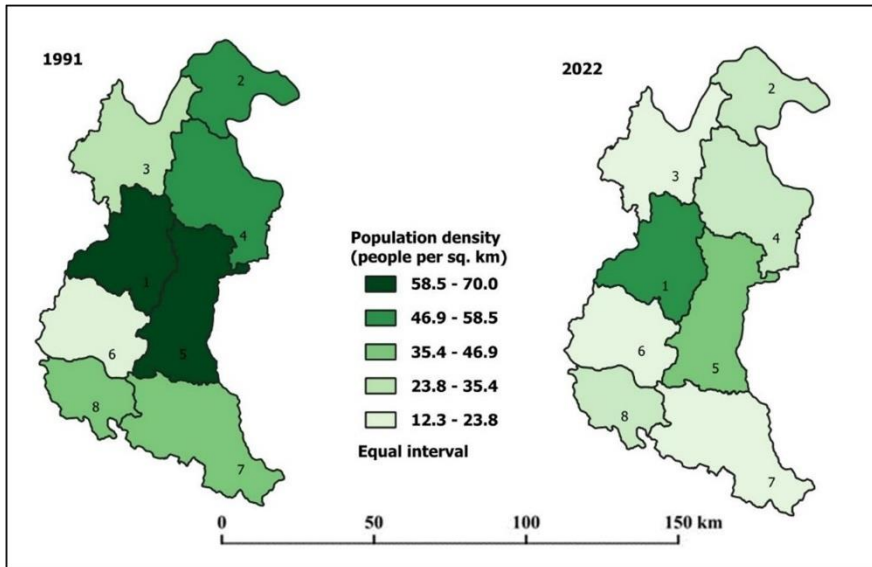 1991
2
3
4
1
5
6
8
7
2022
2
3
4
1
5
6
8
7
Population density
(people per sq. km)
58.5 - 70.0
46.9 - 58.5
35.4 - 46.9
23.8 - 35.4
12.3 - 23.8
Equal interval
0 50 100 150 km